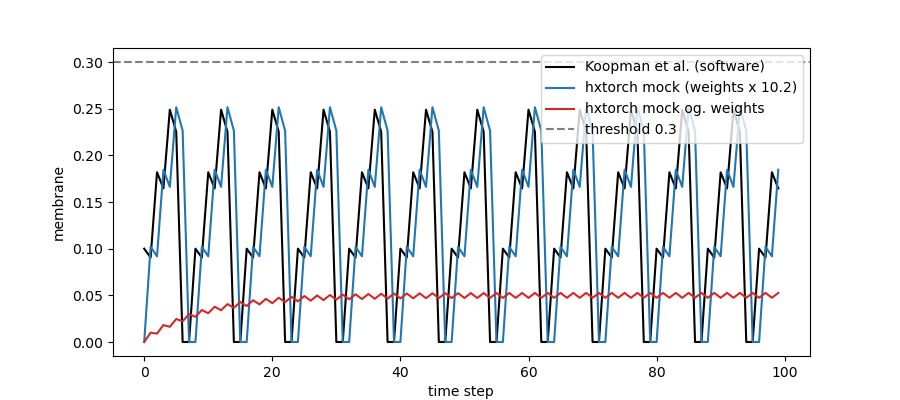 Koopman et al. (software)
hxtorch mock (weights x 10.2)
hxtorch mock og. weights
threshold 0.3
membrane
0.30
0.25
0.20
0.15
0.10
0.05
0.00
0 20 40 60 80 100
time step